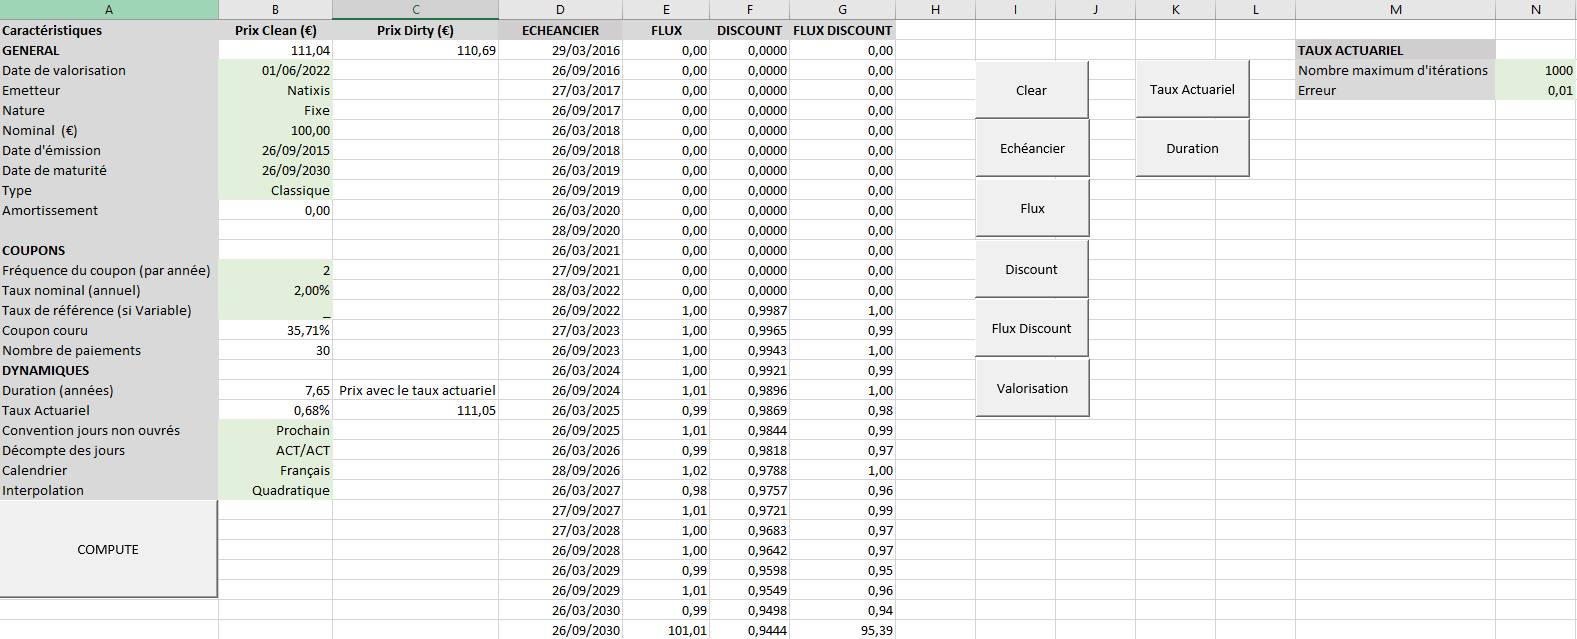 A B C D E F G H I J K L M N
Caractéristiques Prix Clean (€) Prix Dirty (€) ECHEANCIER FLUX DISCOUNT FLUX DISCOUNT
GENERAL 111,04 110,69 29/03/2016 0,00 0,0000 0,00 TAUX ACTUARIEL
Date de valorisation 01/06/2022 26/09/2016 0,00 0,0000 0,00 Nombre maximum d'itérations 1000
Emetteur Natixis 27/03/2017 0,00 0,0000 0,00 Clear Taux Actuariel Erreur 0,01
Nature Fixe 26/09/2017 0,00 0,0000 0,00
Nominal (€) 100,00 26/03/2018 0,00 0,0000 0,00
Date d'émission 26/09/2015 26/09/2018 0,00 0,0000 0,00 Echéancier Duration
Date de maturité 26/09/2030 26/03/2019 0,00 0,0000 0,00
Type Classique 26/09/2019 0,00 0,0000 0,00
Amortissement 0,00 26/03/2020 0,00 0,0000 0,00 Flux
28/09/2020 0,00 0,0000 0,00
COUPONS 26/03/2021 0,00 0,0000 0,00
Fréquence du coupon (par année) 2 27/09/2021 0,00 0,0000 0,00 Discount
Taux nominal (annuel) 2,00% 28/03/2022 0,00 0,0000 0,00
Taux de référence (si Variable) _ 26/09/2022 1,00 0,9987 1,00
Coupon couru 35,71% 27/03/2023 1,00 0,9965 0,99 Flux Discount
Nombre de paiements 30 26/09/2023 1,00 0,9943 1,00
DYNAMIQUES 26/03/2024 1,00 0,9921 0,99
Duration (années) 7,65 Prix avec le taux actuariel 26/09/2024 1,01 0,9896 1,00 Valorisation
Taux Actuariel 0,68% 111,05 26/03/2025 0,99 0,9869 0,98
Convention jours non ouvrés Prochain 26/09/2025 1,01 0,9844 0,99
Décompte des jours ACT/ACT 26/03/2026 0,99 0,9818 0,97
Calendrier Français 28/09/2026 1,02 0,9788 1,00
Interpolation Quadratique 26/03/2027 0,98 0,9757 0,96
27/09/2027 1,01 0,9721 0,99
27/03/2028 1,00 0,9683 0,97
COMPUTE 26/09/2028 1,00 0,9642 0,97
26/03/2029 0,99 0,9598 0,95
26/09/2029 1,01 0,9549 0,96
26/03/2030 0,99 0,9498 0,94
26/09/2030 101,01 0,9444 95,39